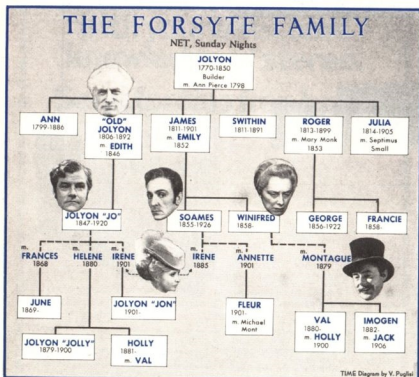 THE FORSYTE FAMILY
NET, Sunday Nights
JOLYON
1770-1850
Builder
m. Ann Pierce 1798
ANN
1799-1886
"OLD"
JOLYON
1806-1892
m. EDITH
1846
JAMES
1811-1901
m. EMILY
1852
SWITHIN
1811-1891
ROGER
1813-1899
m. Mary Monk
1853
JULIA
1814-1905
m. Septimus
Small
JOLYON "JO"
1847-1920
SOAMES
1855-1926
WINIFRED
1858-
GEORGE
1856-1922
FRANCIE
1858-
m.
FRANCES
1868
m.
HELENE
1880
m.
IRENE
1901
m.
IRENE
1885
m.
ANNETTE
1901
m.
MONTAGUE
1879
JUNE
1869-
JOLYON "JON"
1901-
FLEUR
1901-
m. Michael
Mont
VAL
1880-
m. HOLLY
1900
IMOGEN
1882-
m. JACK
1906
JOLYON "JOLLY"
1879-1900
HOLLY
1881-
m. VAL
TIME Diagram by V. Puglisi